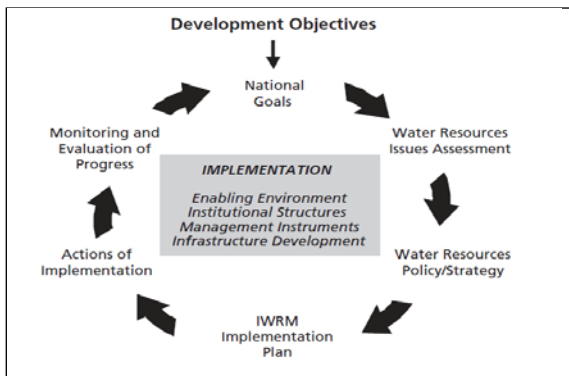 Development Objectives
National
Goals
Water Resources
Issues Assessment
Water Resources
Policy/Strategy
IWRM
Implementation
Plan
Actions of
Implementation
Monitoring and
Evaluation of
Progress
IMPLEMENTATION
Enabling Environment
Institutional Structures
Management Instruments
Infrastructure Development